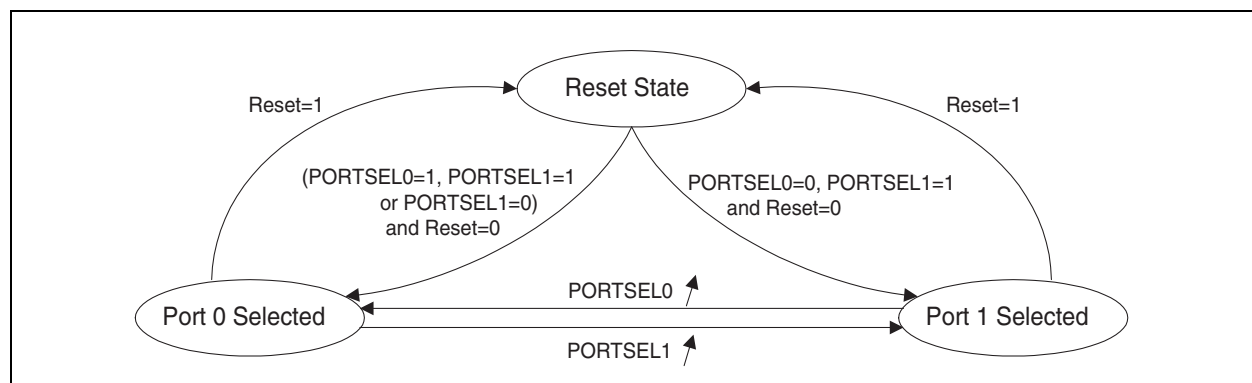 Reset State
Reset=1
Reset=1
(PORTSEL0=1, PORTSEL1=1
or PORTSEL1=0)
and Reset=0
PORTSEL0=0, PORTSEL1=1
and Reset=0
Port 0 Selected
PORTSEL0
PORTSEL1
Port 1 Selected